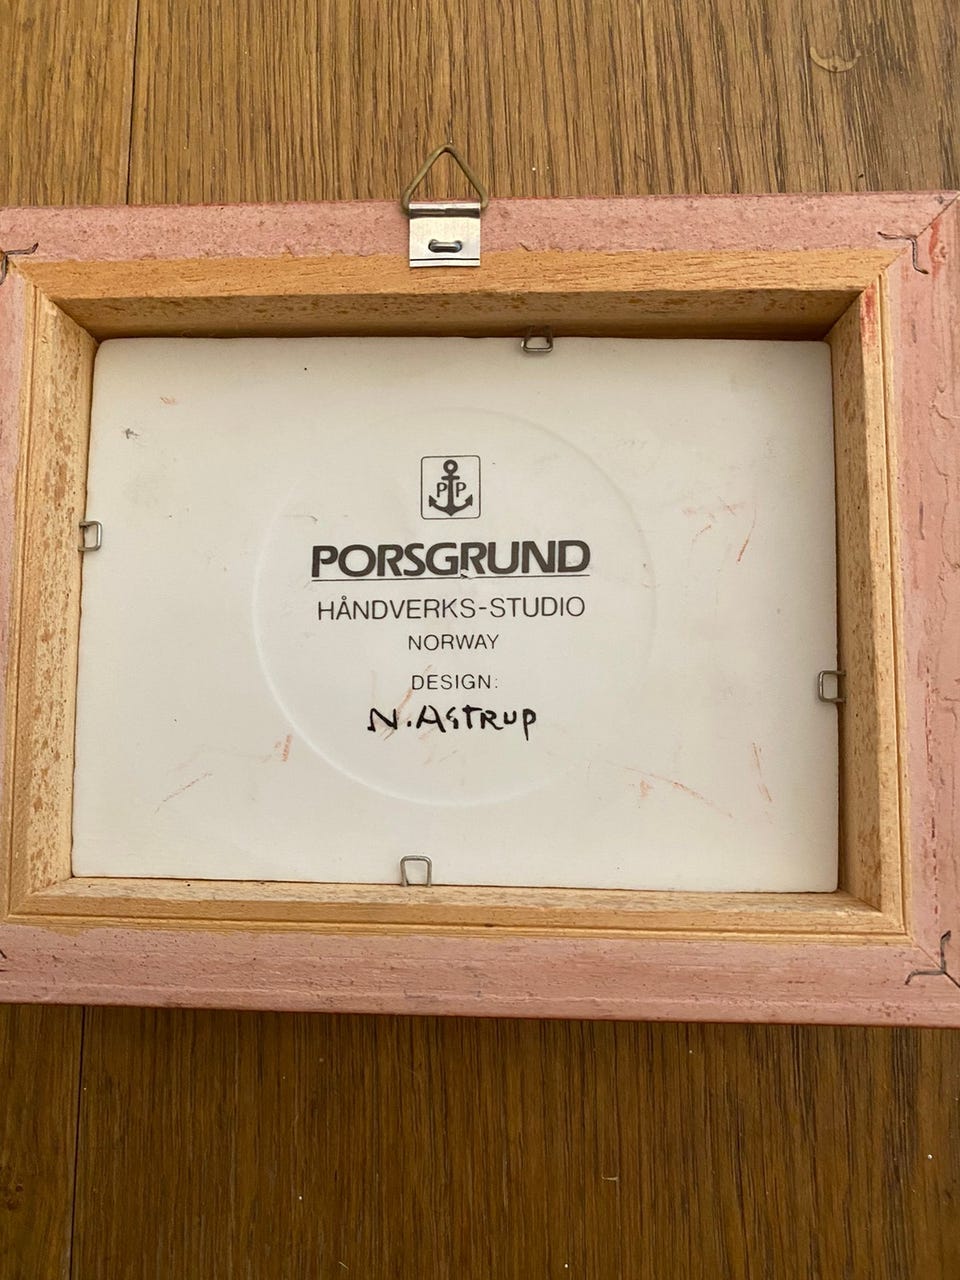 P P
PORSGRUND
HÅNDVERKS-STUDIO
NORWAY
DESIGN:
N. ASTRUP